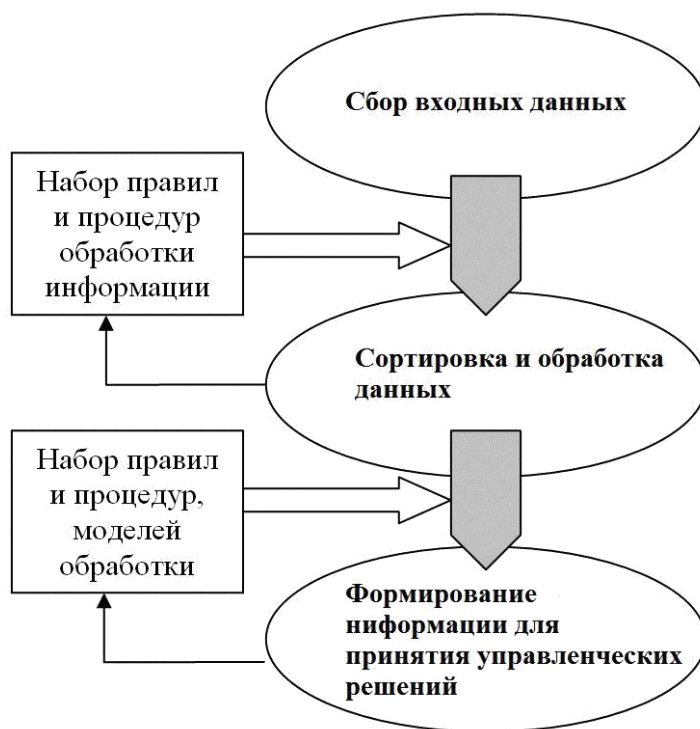 Сбор входных данных
Набор правил
и процедур
обработки
информации
Сортировка и обработка
данных
Набор правил
и процедур,
моделей
обработки
Формирование
ниформации для
принятия управленческих
решений